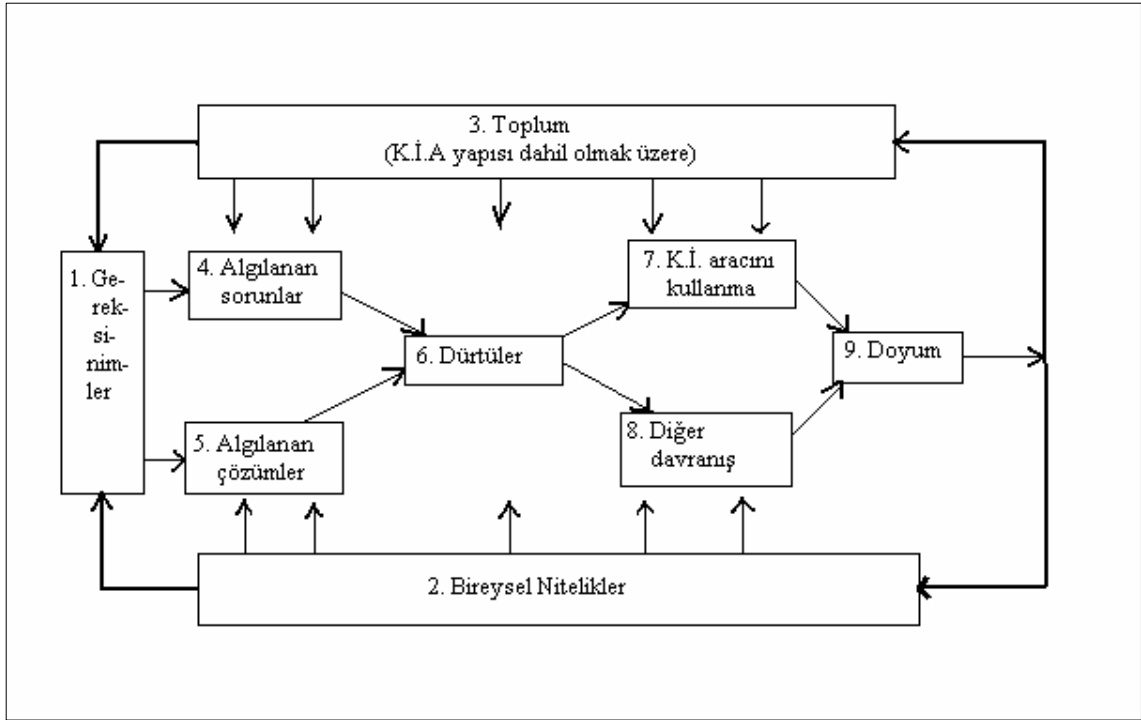 3. Toplum
(K.İ.A yapısı dahil olmak üzere)
1. Ge-
rek-
si-
nim-
ler
4. Algılanan
sorunlar
7. K.İ. aracını
kullanma
6. Dürtüler
9. Doyum
5. Algılanan
çözümler
8. Diğer
davranış
2. Bireysel Nitelikler